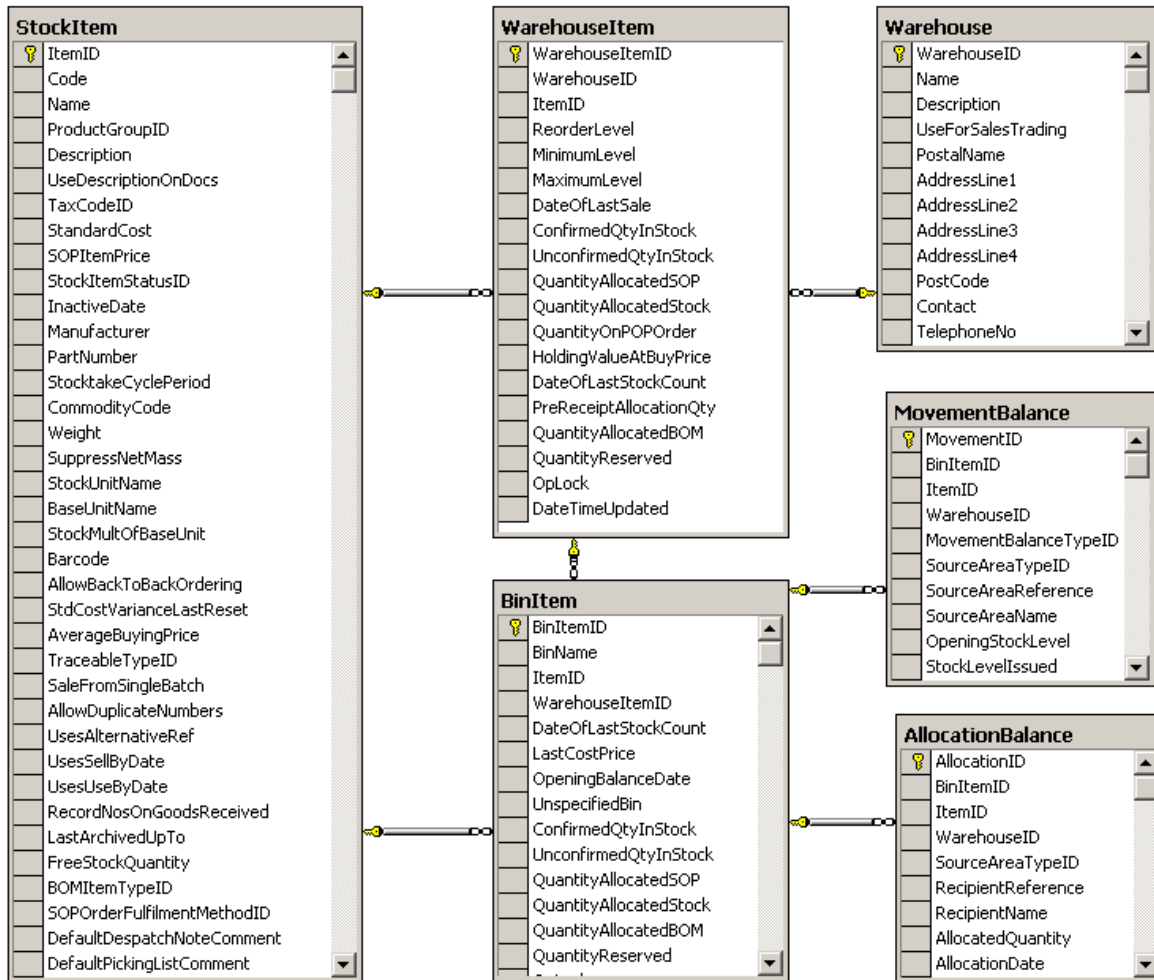 StockItem
ItemID
Code
Name
ProductGroupID
Description
UseDescriptionOnDocs
TaxCodeID
StandardCost
SOPItemPrice
StockItemStatusID
InactiveDate
Manufacturer
PartNumber
StocktakeCyclePeriod
CommodityCode
Weight
SuppressNetMass
StockUnitName
BaseUnitName
StockMultOfBaseUnit
Barcode
AllowBackToBackOrdering
StdCostVarianceLastReset
AverageBuyingPrice
TraceableTypeID
SaleFromSingleBatch
AllowDuplicateNumbers
UsesAlternativeRef
UsesSellByDate
UsesUseByDate
RecordNosOnGoodsReceived
LastArchivedUpTo
FreeStockQuantity
BOMItemTypeID
SOPOrderFulfilmentMethodID
DefaultDespatchNoteComment
DefaultPickingListComment
WarehouseItem
WarehouseItemID
WarehouseID
ItemID
ReorderLevel
MinimumLevel
MaximumLevel
DateOfLastSale
ConfirmedQtyInStock
UnconfirmedQtyInStock
QuantityAllocatedSOP
QuantityAllocatedStock
QuantityOnPOPOrder
HoldingValueAtBuyPrice
DateOfLastStockCount
PreReceiptAllocationQty
QuantityAllocatedBOM
QuantityReserved
OpLock
DateTimeUpdated
BinItem
BinItemID
BinName
ItemID
WarehouseItemID
DateOfLastStockCount
LastCostPrice
OpeningBalanceDate
UnspecifiedBin
ConfirmedQtyInStock
UnconfirmedQtyInStock
QuantityAllocatedSOP
QuantityAllocatedStock
QuantityAllocatedBOM
QuantityReserved
Warehouse
WarehouseID
Name
Description
UseForSalesTrading
PostalName
AddressLine1
AddressLine2
AddressLine3
AddressLine4
PostCode
Contact
TelephoneNo
MovementBalance
MovementID
BinItemID
ItemID
WarehouseID
MovementBalanceTypeID
SourceAreaTypeID
SourceAreaReference
SourceAreaName
OpeningStockLevel
StockLevelIssued
AllocationBalance
AllocationID
BinItemID
ItemID
WarehouseID
SourceAreaTypeID
RecipientReference
RecipientName
AllocatedQuantity
AllocationDate